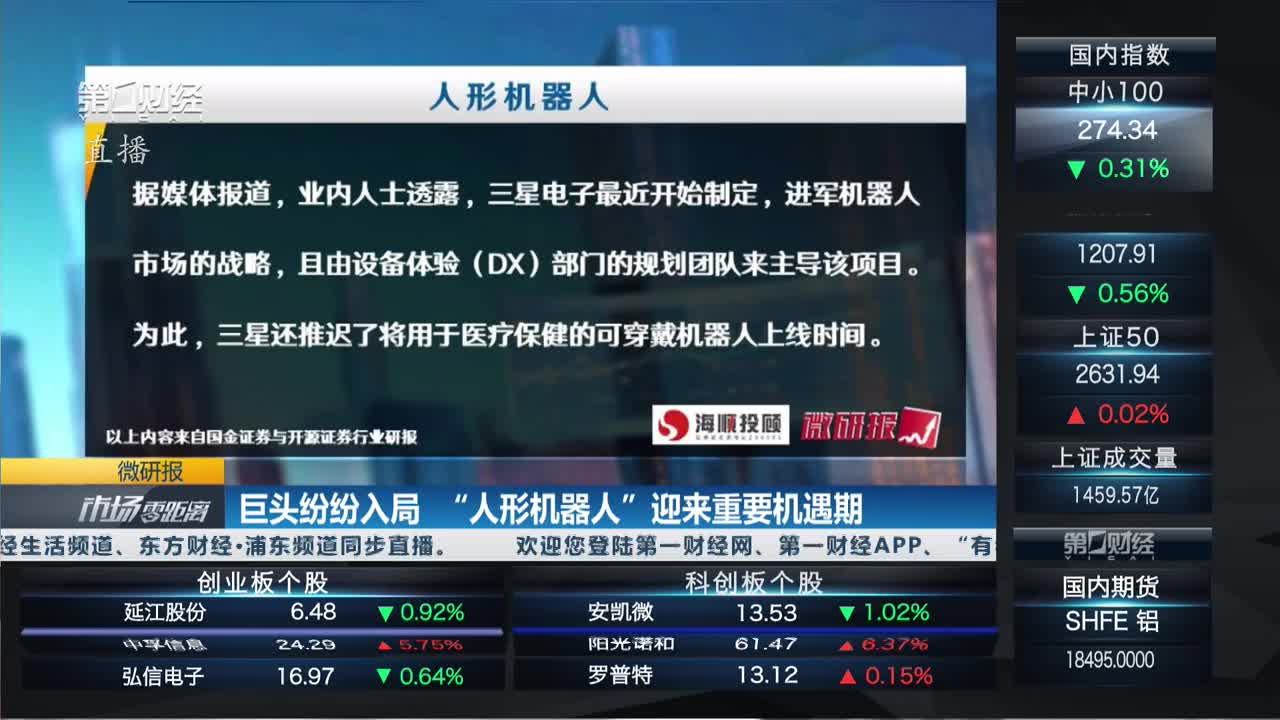 人形机器人
第一财经
YICAI
直播
据媒体报道，业内人士透露，三星电子最近开始制定，进军机器人
市场的战略，且由设备体验（DX）部门的规划团队来主导该项目。
为此，三星还推迟了将用于医疗保健的可穿戴机器人上线时间。
以上内容来自国金证券与开源证券行业研报
海顺投顾
微研报
微研报
市场零距离
巨头纷纷入局 “人形机器人”迎来重要机遇期
经生活频道、东方财经·浦东频道同步直播。 欢迎您登陆第一财经网、第一财经APP、“有
创业板个股
延江股份 6.48 ▼0.92%
中孚信息 24.29 ▲5.75%
弘信电子 16.97 ▼0.64%
科创板个股
安凯微 13.53 ▼1.02%
阳光诺和 61.47 ▲6.37%
罗普特 13.12 ▲0.15%
国内指数
中小100
274.34
▼ 0.31%
1207.91
▼ 0.56%
上证50
2631.94
▲ 0.02%
上证成交量
1459.57亿
第一财经
YICAI
国内期货
SHFE 铝
18495.0000